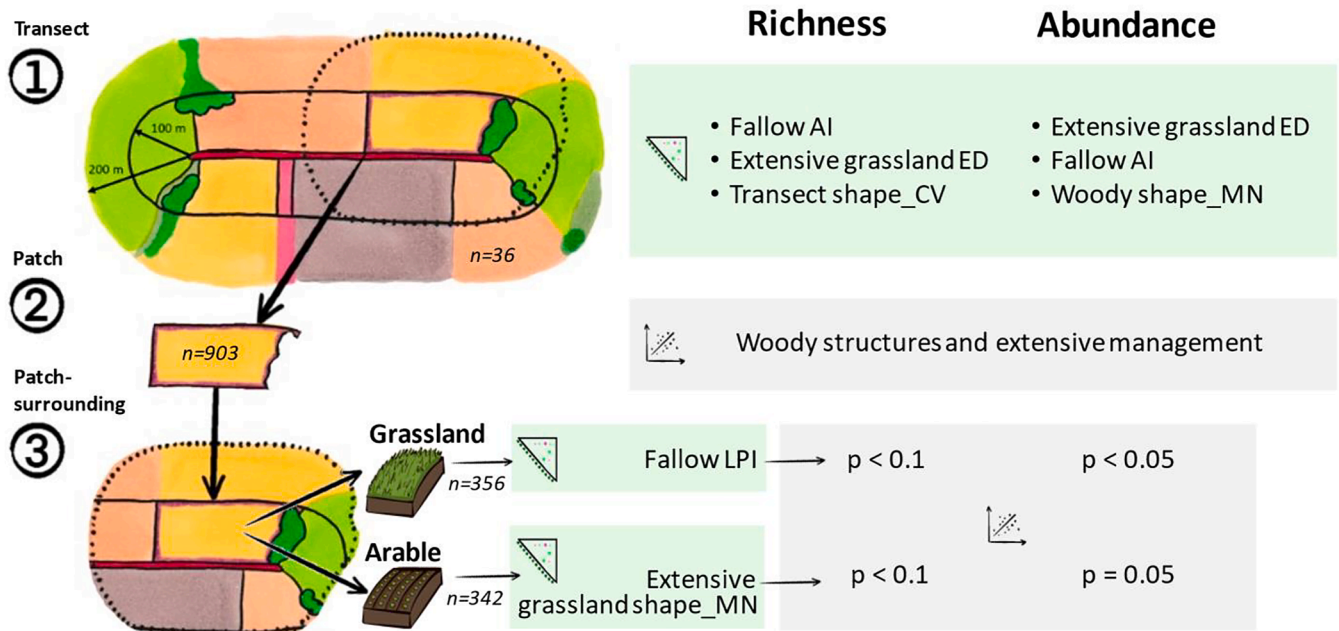 Richness
Abundance
Transect
1
100 m
200 m
n=36
• Fallow AI
• Extensive grassland ED
• Transect shape_CV
• Extensive grassland ED
• Fallow AI
• Woody shape_MN
Patch
2
n=903
Woody structures and extensive management
Patch-
surrounding
3
Grassland
n=356
Fallow LPI
p < 0.1
p < 0.05
Arable
n=342
Extensive
grassland shape_MN
p < 0.1
p = 0.05